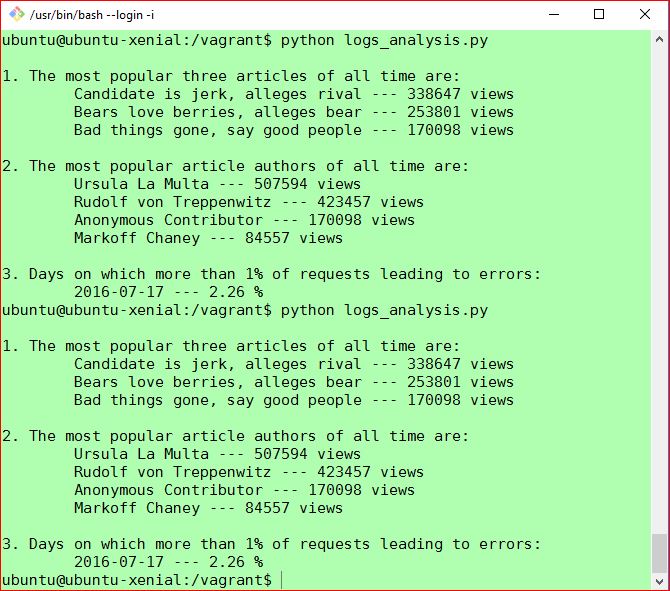 /usr/bin/bash --login -i
ubuntu@ubuntu-xenial:/vagrant$ python logs_analysis.py
1. The most popular three articles of all time are:
Candidate is jerk, alleges rival --- 338647 views
Bears love berries, alleges bear --- 253801 views
Bad things gone, say good people --- 170098 views
2. The most popular article authors of all time are:
Ursula La Multa --- 507594 views
Rudolf von Treppenwitz --- 423457 views
Anonymous Contributor --- 170098 views
Markoff Chaney --- 84557 views
3. Days on which more than 1% of requests leading to errors:
2016-07-17 --- 2.26 %
ubuntu@ubuntu-xenial:/vagrant$ python logs_analysis.py
1. The most popular three articles of all time are:
Candidate is jerk, alleges rival --- 338647 views
Bears love berries, alleges bear --- 253801 views
Bad things gone, say good people --- 170098 views
2. The most popular article authors of all time are:
Ursula La Multa --- 507594 views
Rudolf von Treppenwitz --- 423457 views
Anonymous Contributor --- 170098 views
Markoff Chaney --- 84557 views
3. Days on which more than 1% of requests leading to errors:
2016-07-17 --- 2.26 %
ubuntu@ubuntu-xenial:/vagrant$